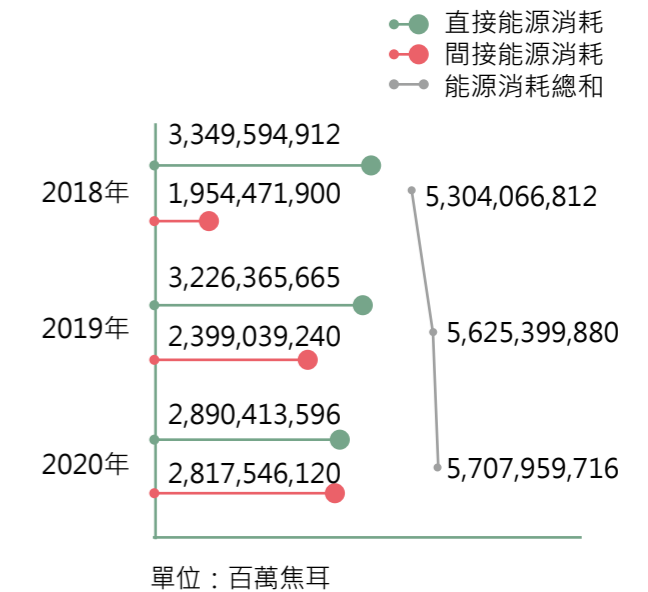 直接能源消耗
間接能源消耗
能源消耗總和
2018年
3,349,594,912
1,954,471,900
5,304,066,812
2019年
3,226,365,665
2,399,039,240
5,625,399,880
2020年
2,890,413,596
2,817,546,120
5,707,959,716
單位：百萬焦耳